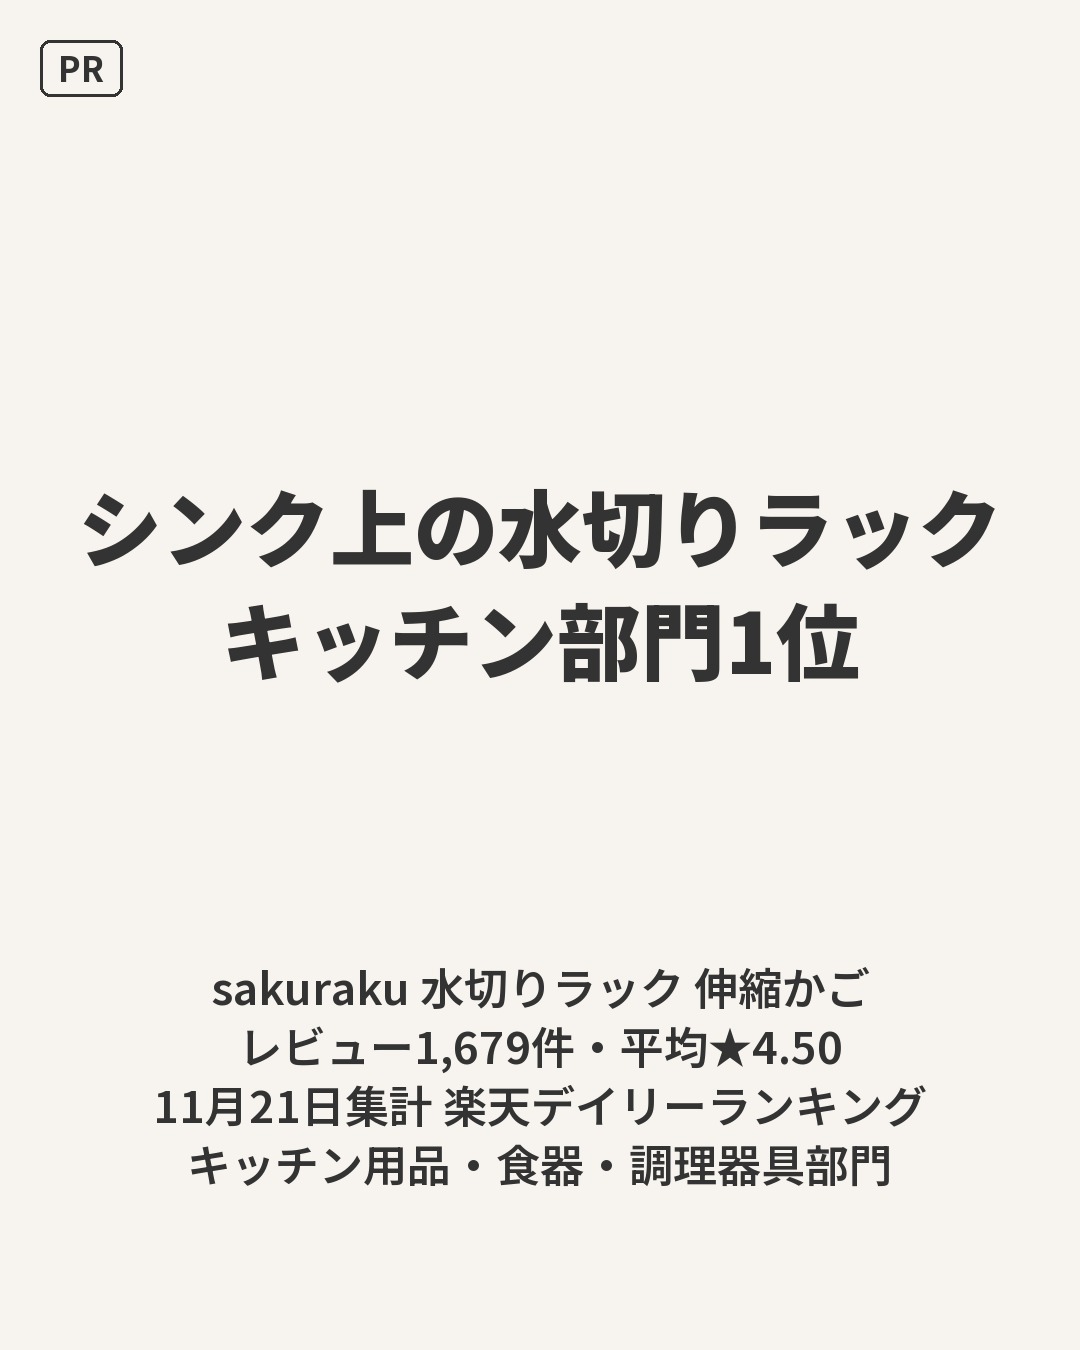 PR
シンク上の水切りラック
キッチン部門1位
sakuraku 水切りラック 伸縮かご
レビュー1,679件・平均★4.50
11月21日集計 楽天デイリーランキング
キッチン用品・食器・調理器具部門